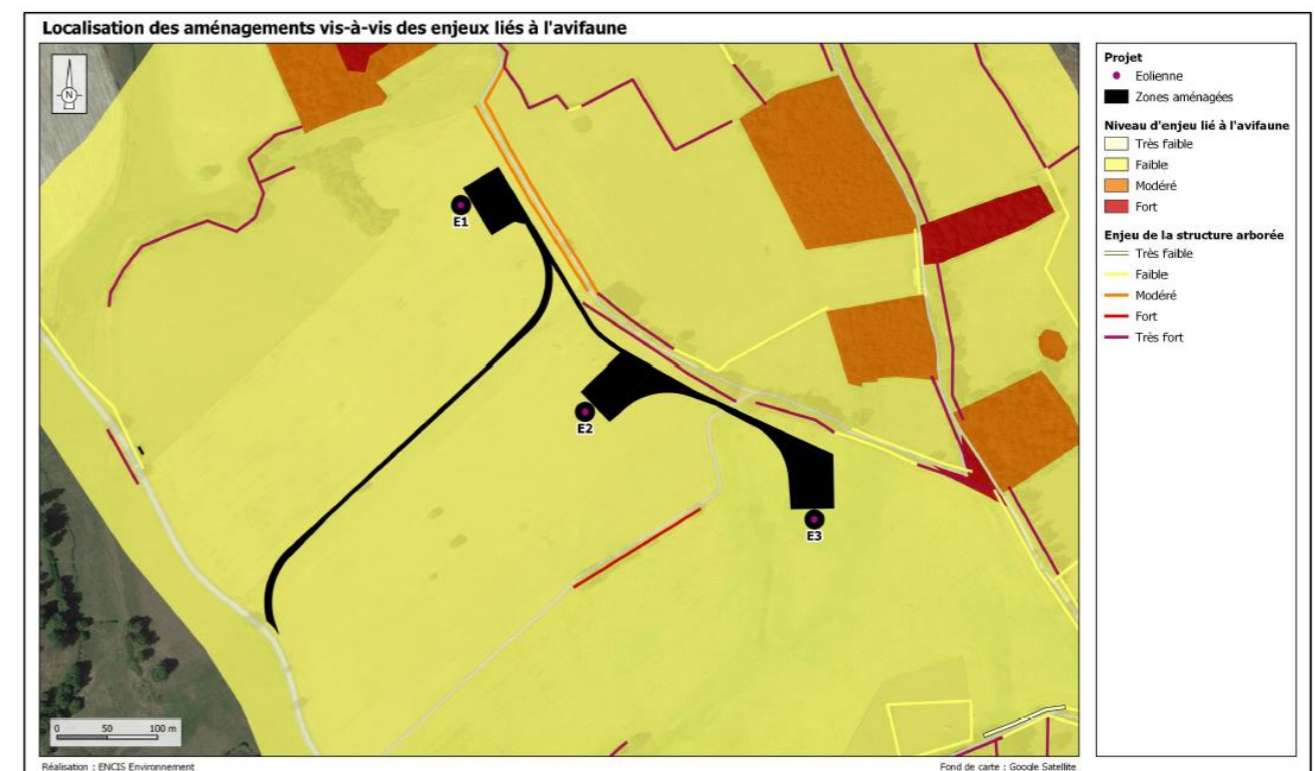 Localisation des aménagements vis-à-vis des enjeux liés à l'avifaune
N
E1
E2
E3
0 50 100 m
Projet
Eolienne
Zones aménagées
Niveau d'enjeu lié à l'avifaune
Très faible
Faible
Modéré
Fort
Enjeu de la structure arborée
Très faible
Faible
Modéré
Fort
Très fort
Réalisation : ENCIS Environnement
Fond de carte : Google Satellite